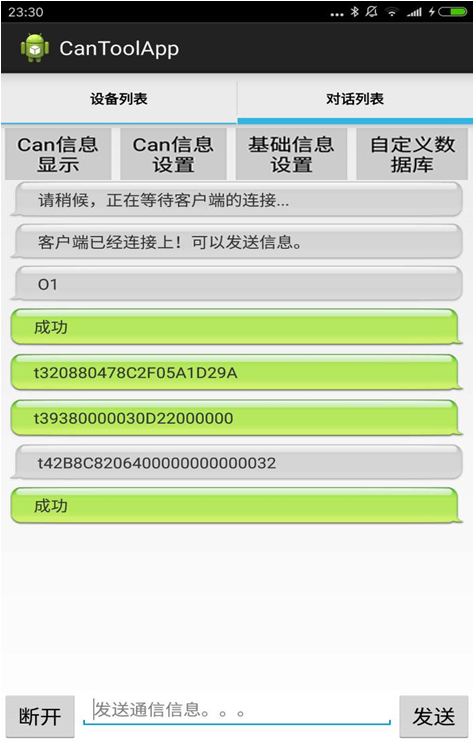 23:30
CanToolApp
设备列表
对话列表
Can信息
显示
Can信息
设置
基础信息
设置
自定义数
据库
请稍候，正在等待客户端的连接...
客户端已经连接上！可以发送信息。
O1
成功
t320880478C2F05A1D29A
t39380000030D22000000
t42B8C8206400000000000032
成功
断开
发送通信信息。。。
发送